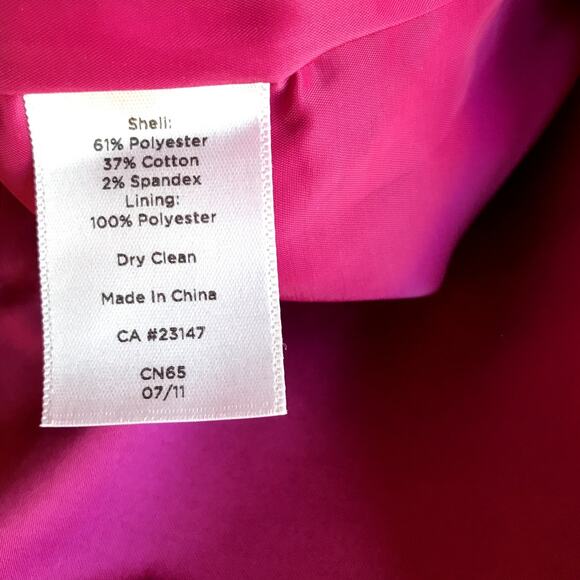 Shell:
61% Polyester
37% Cotton
2% Spandex
Lining:
100% Polyester
Dry Clean
Made In China
CA #23147
CN65
07/11